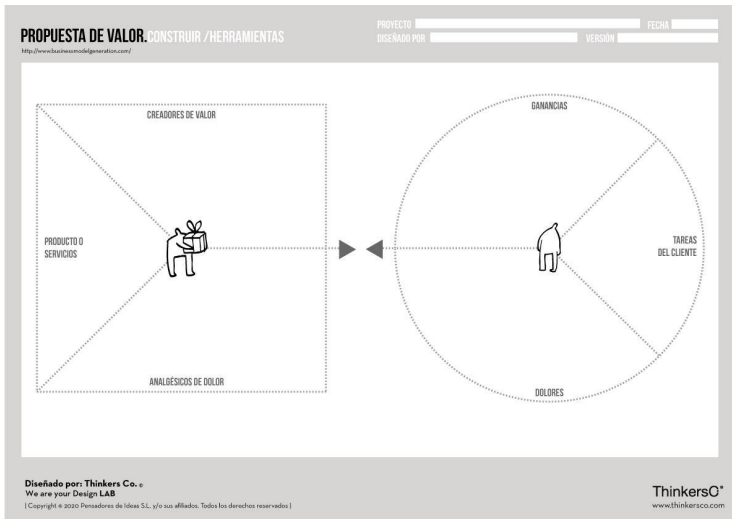 PROPUESTA DE VALOR.CONSTRUIR /HERRAMIENTAS
http://www.businessmodelgeneration.com/
PROYECTO
FECHA
DISEÑADO POR
VERSIÓN
CREADORES DE VALOR
PRODUCTO O
SERVICIOS
ANALGÉSICOS DE DOLOR
GANANCIAS
TAREAS
DEL CLIENTE
DOLORES
Diseñado por: Thinkers Co. ©
We are your Design LAB
| Copyright © 2020 Pensadores de Ideas S.L. y/o sus afiliados. Todos los derechos reservados |
ThinkersC*
www.thinkersco.com